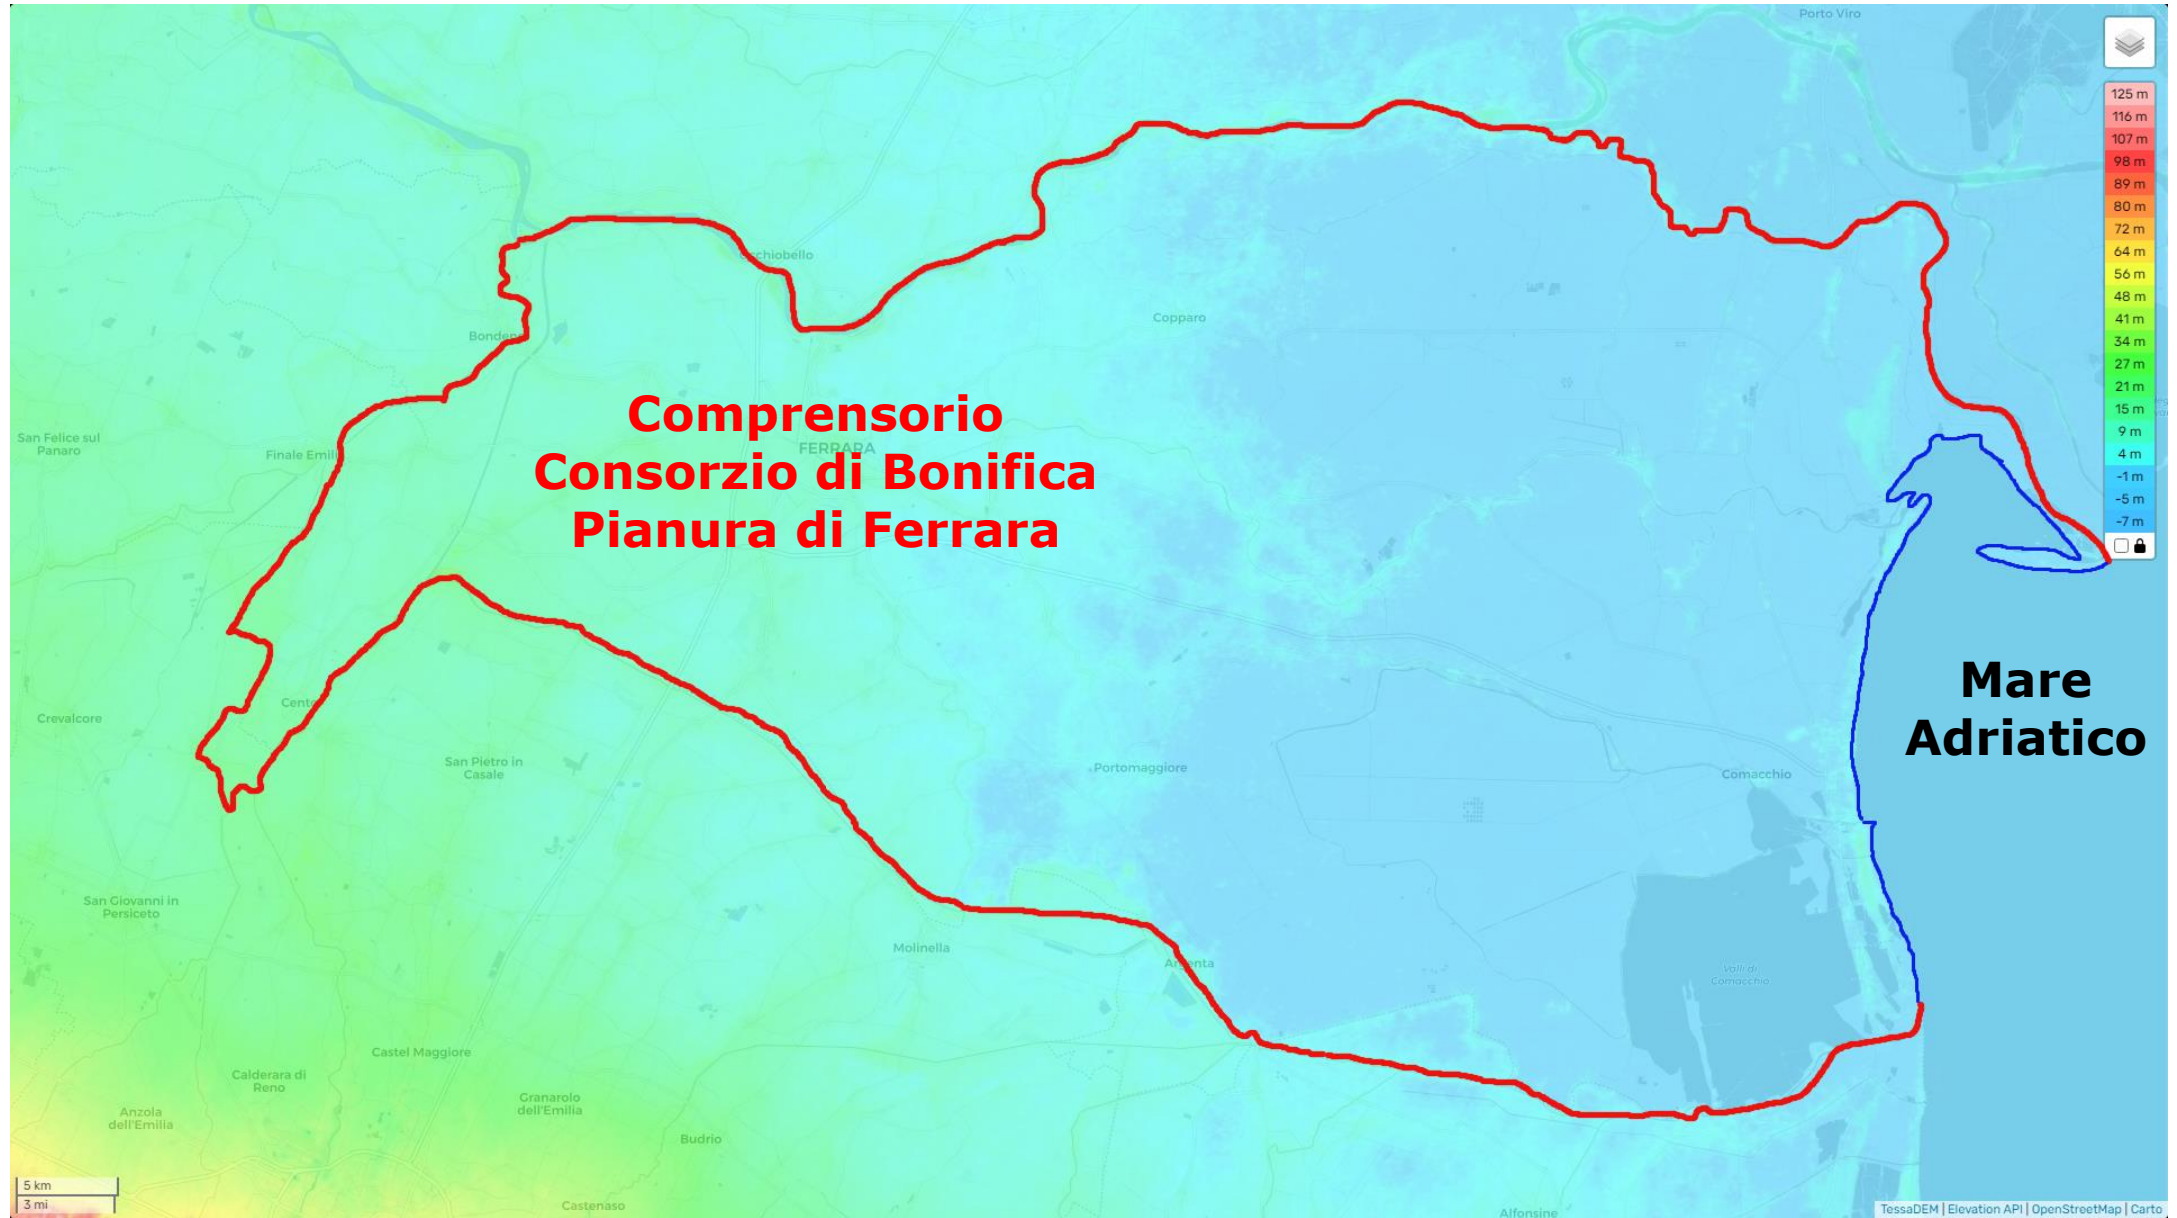 Porto Viro
125 m
116 m
107 m
98 m
89 m
80 m
72 m
64 m
56 m
48 m
41 m
34 m
27 m
21 m
15 m
9 m
4 m
-1 m
-5 m
-7 m
cchiobello
Copparo
Bonden
Comprensorio
Consorzio di Bonifica
Pianura di Ferrara
FERRARA
San Felice sul
Panaro
Finale Emil
Mare
Adriatico
Cento
Crevalcore
San Pietro in
Casale
Portomaggiore
Comacchio
San Giovanni in
Persiceto
Molinella
Argenta
Valli di
Comacchio
Castel Maggiore
Calderara di
Reno
Granarolo
dell'Emilia
Anzola
dell'Emilia
Budrio
Castenaso
Alfonsine
5 km
3 mi
TessaDEM | Elevation API | OpenStreetMap | Carto